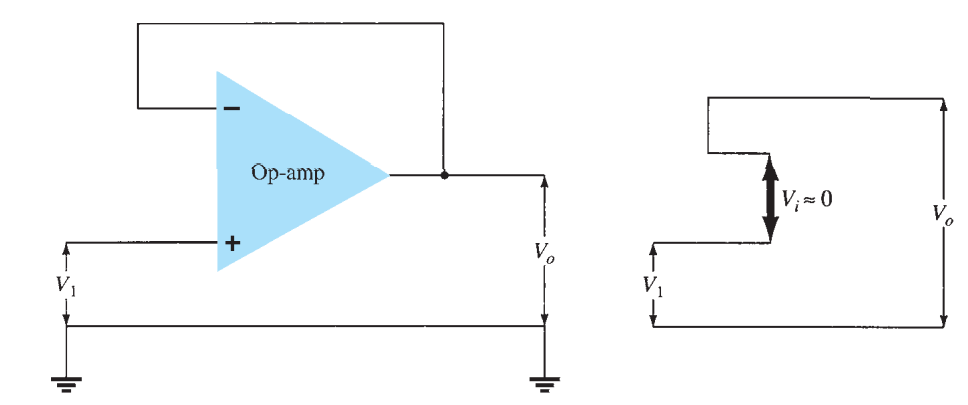 −
Op-amp
+
V₁
Vₒ
Vᵢ ≈ 0
V₁
Vₒ